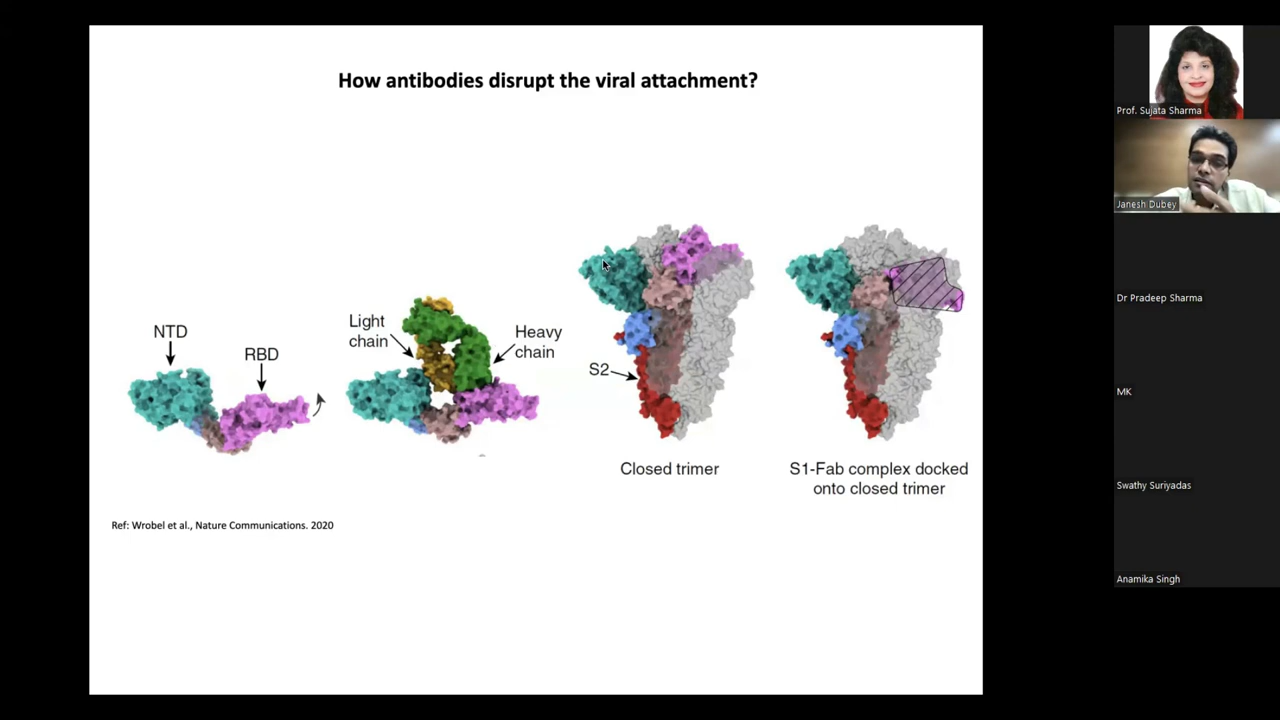 How antibodies disrupt the viral attachment?
NTD
RBD
Light
chain
Heavy
chain
S2
Closed trimer
S1-Fab complex docked
onto closed trimer
Ref: Wrobel et al., Nature Communications. 2020
Prof. Sujata Sharma
Janesh Dubey
Dr Pradeep Sharma
MK
Swathy Suriyadas
Anamika Singh